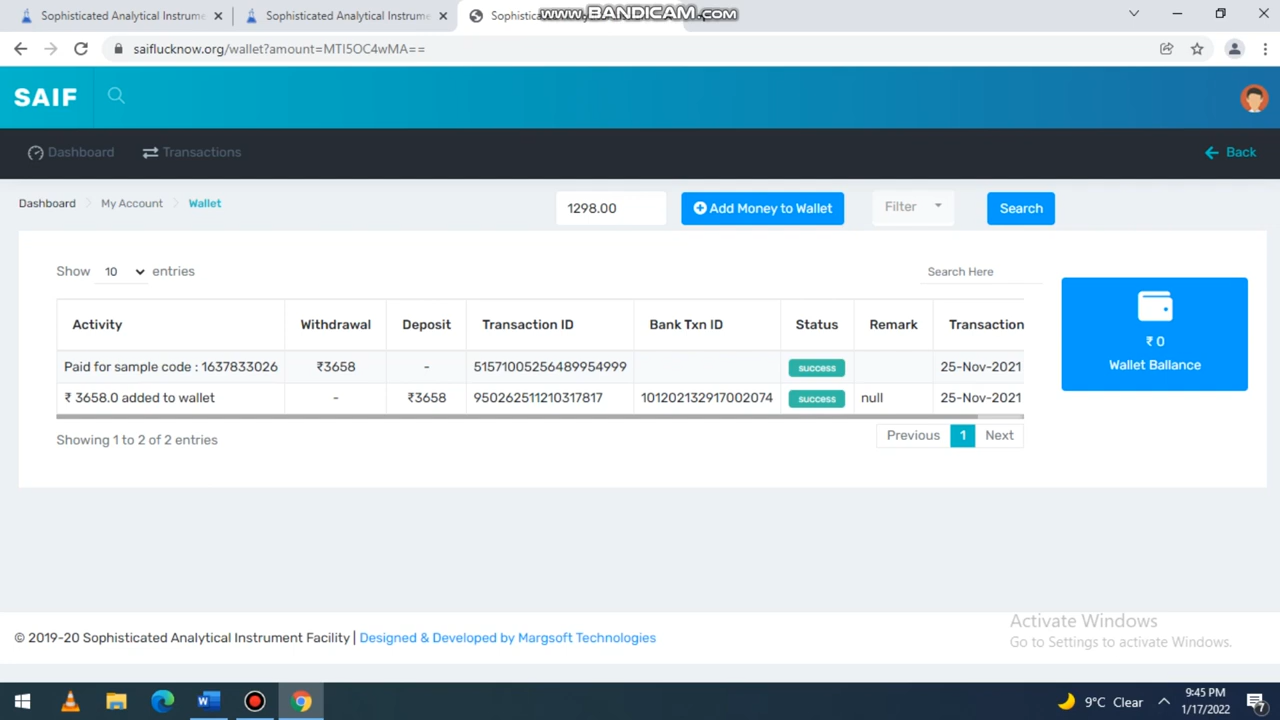 Sophisticated Analytical Instrume
Sophisticated Analytical Instrume
Sophistic
www.BANDICAM.com
saiflucknow.org/wallet?amount=MTI5OC4wMA==
SAIF
Dashboard
Transactions
Back
Dashboard
My Account
Wallet
1298.00
Add Money to Wallet
Filter
Search
Show 10 entries
Search Here
Activity Withdrawal Deposit Transaction ID Bank Txn ID Status Remark Transaction
Paid for sample code : 1637833026 ₹3658 - 51571005256489954999 success 25-Nov-2021
₹ 3658.0 added to wallet - ₹3658 950262511210317817 101202132917002074 success null 25-Nov-2021
₹ 0
Wallet Ballance
Showing 1 to 2 of 2 entries
Previous 1 Next
Activate Windows
Go to Settings to activate Windows.
© 2019-20 Sophisticated Analytical Instrument Facility | Designed & Developed by Margsoft Technologies
9°C Clear
9:45 PM
1/17/2022
7